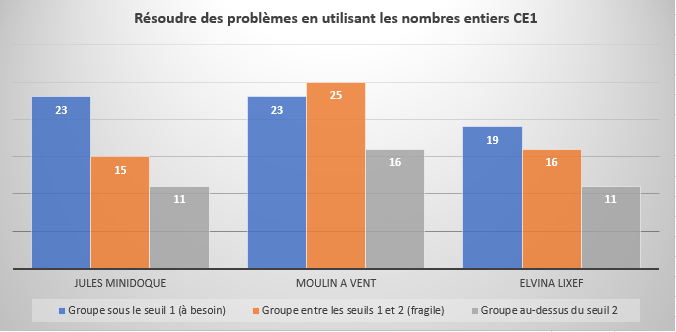 Résoudre des problèmes en utilisant les nombres entiers CE1
23
15
11
23
25
16
19
16
11
JULES MINIDOQUE
MOULIN A VENT
ELVINA LIXEF
Groupe sous le seuil 1 (à besoin)
Groupe entre les seuils 1 et 2 (fragile)
Groupe au-dessus du seuil 2